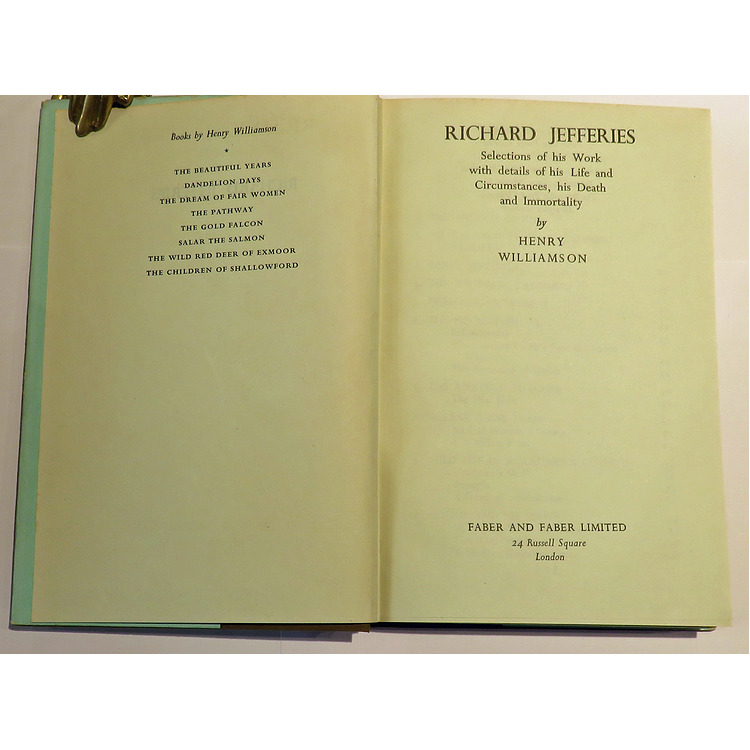 Books by Henry Williamson
★
THE BEAUTIFUL YEARS
DANDELION DAYS
THE DREAM OF FAIR WOMEN
THE PATHWAY
THE GOLD FALCON
SALAR THE SALMON
THE WILD RED DEER OF EXMOOR
THE CHILDREN OF SHALLOWFORD
RICHARD JEFFERIES
Selections of his Work
with details of his Life and
Circumstances, his Death
and Immortality
by
HENRY
WILLIAMSON
FABER AND FABER LIMITED
24 Russell Square
London